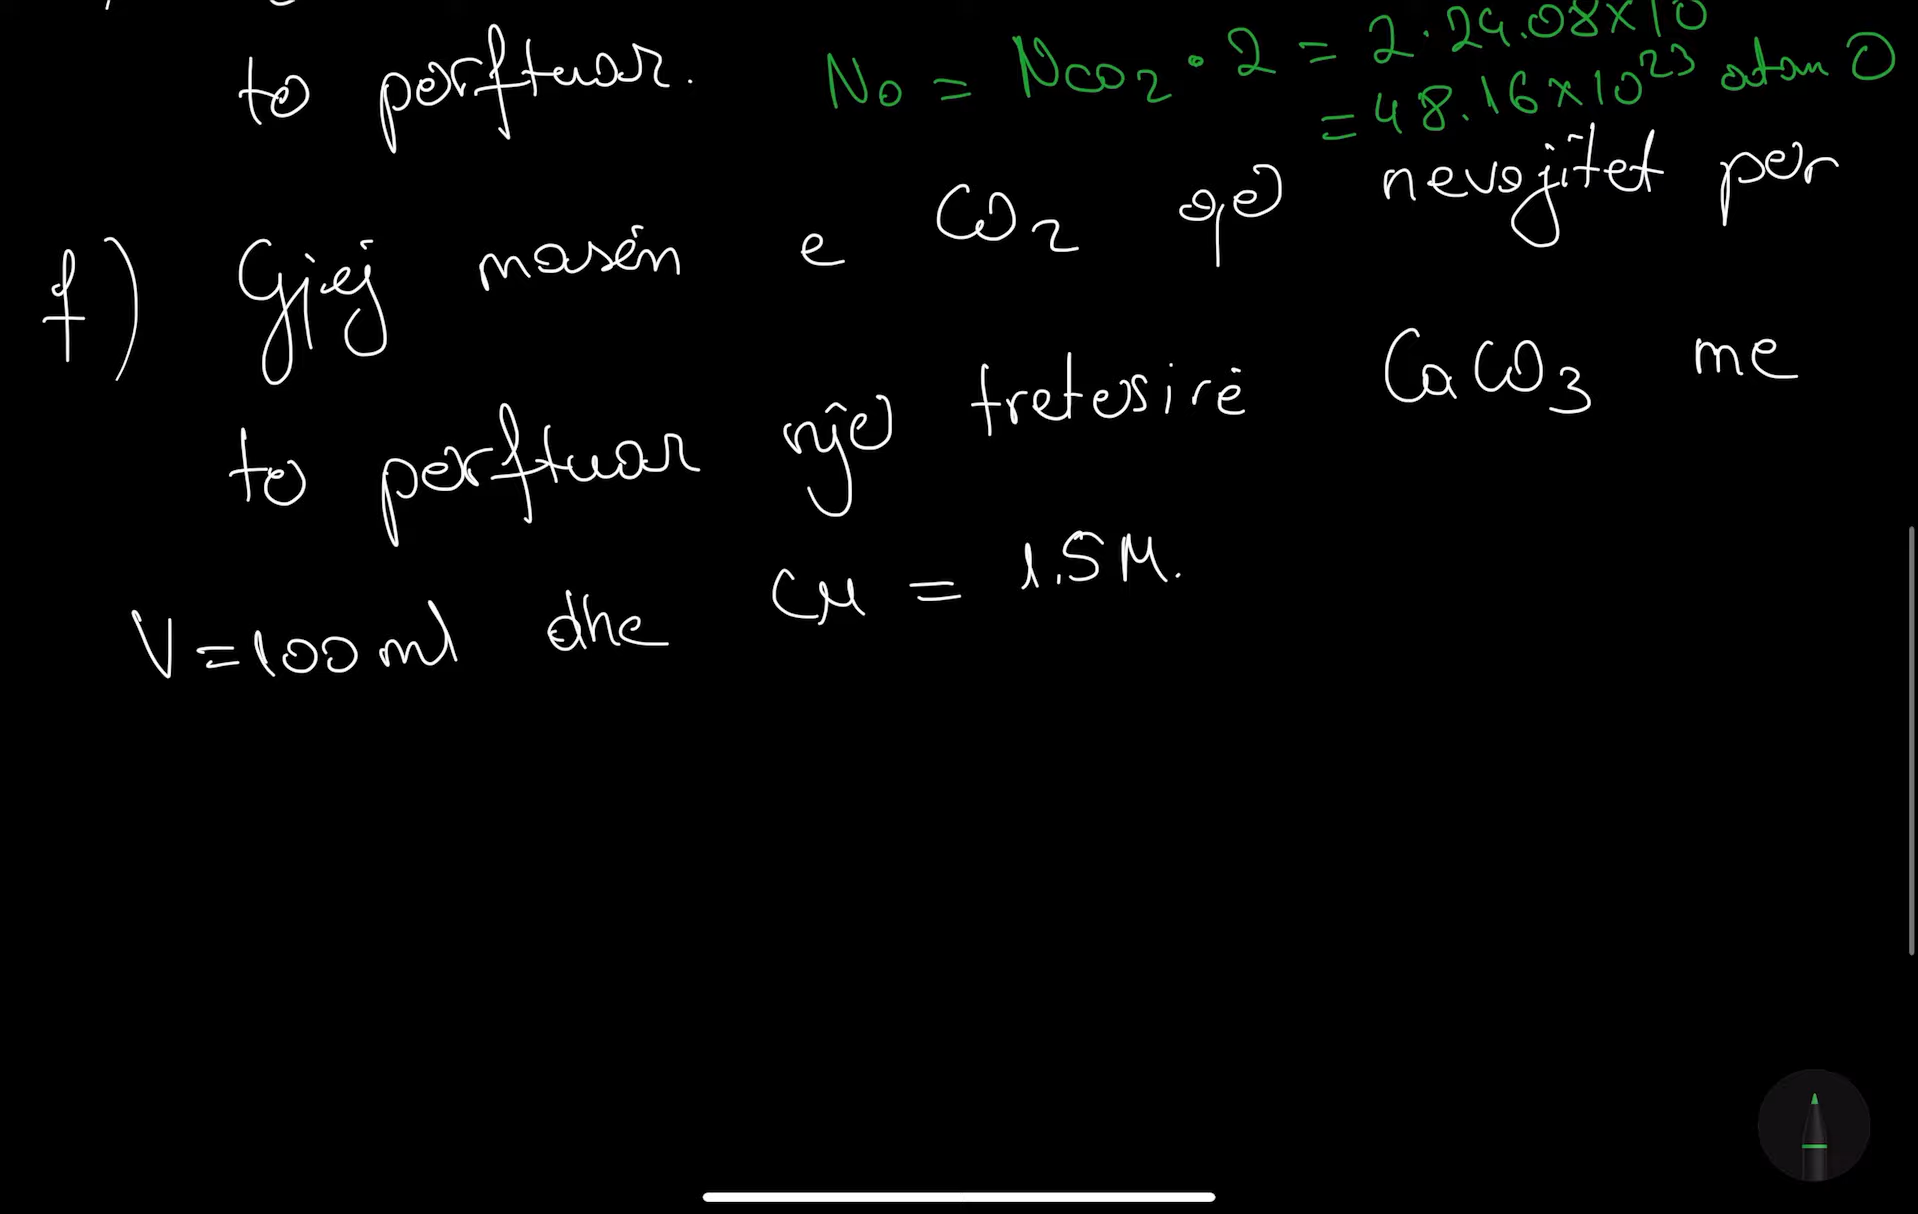 të përftuar.
No = NCO2 • 2 = 2 · 24.08×10
= 48.16×10²³ atom O
f) Gjej masën e CO2 që nevojitet për
të përftuar një tretësirë CaCO3 me
V = 100 ml dhe CM = 1.5 M.